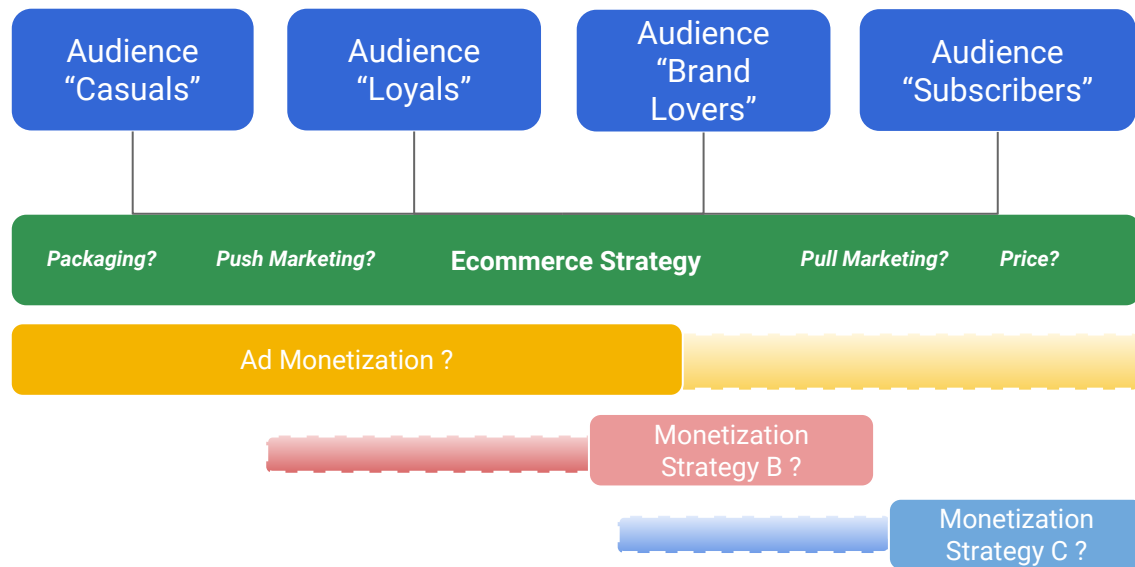 Audience
“Casuals”
Audience
“Loyals”
Audience
“Brand
Lovers”
Audience
“Subscribers”
Packaging? Push Marketing? Ecommerce Strategy Pull Marketing? Price?
Ad Monetization ?
Monetization
Strategy B ?
Monetization
Strategy C ?